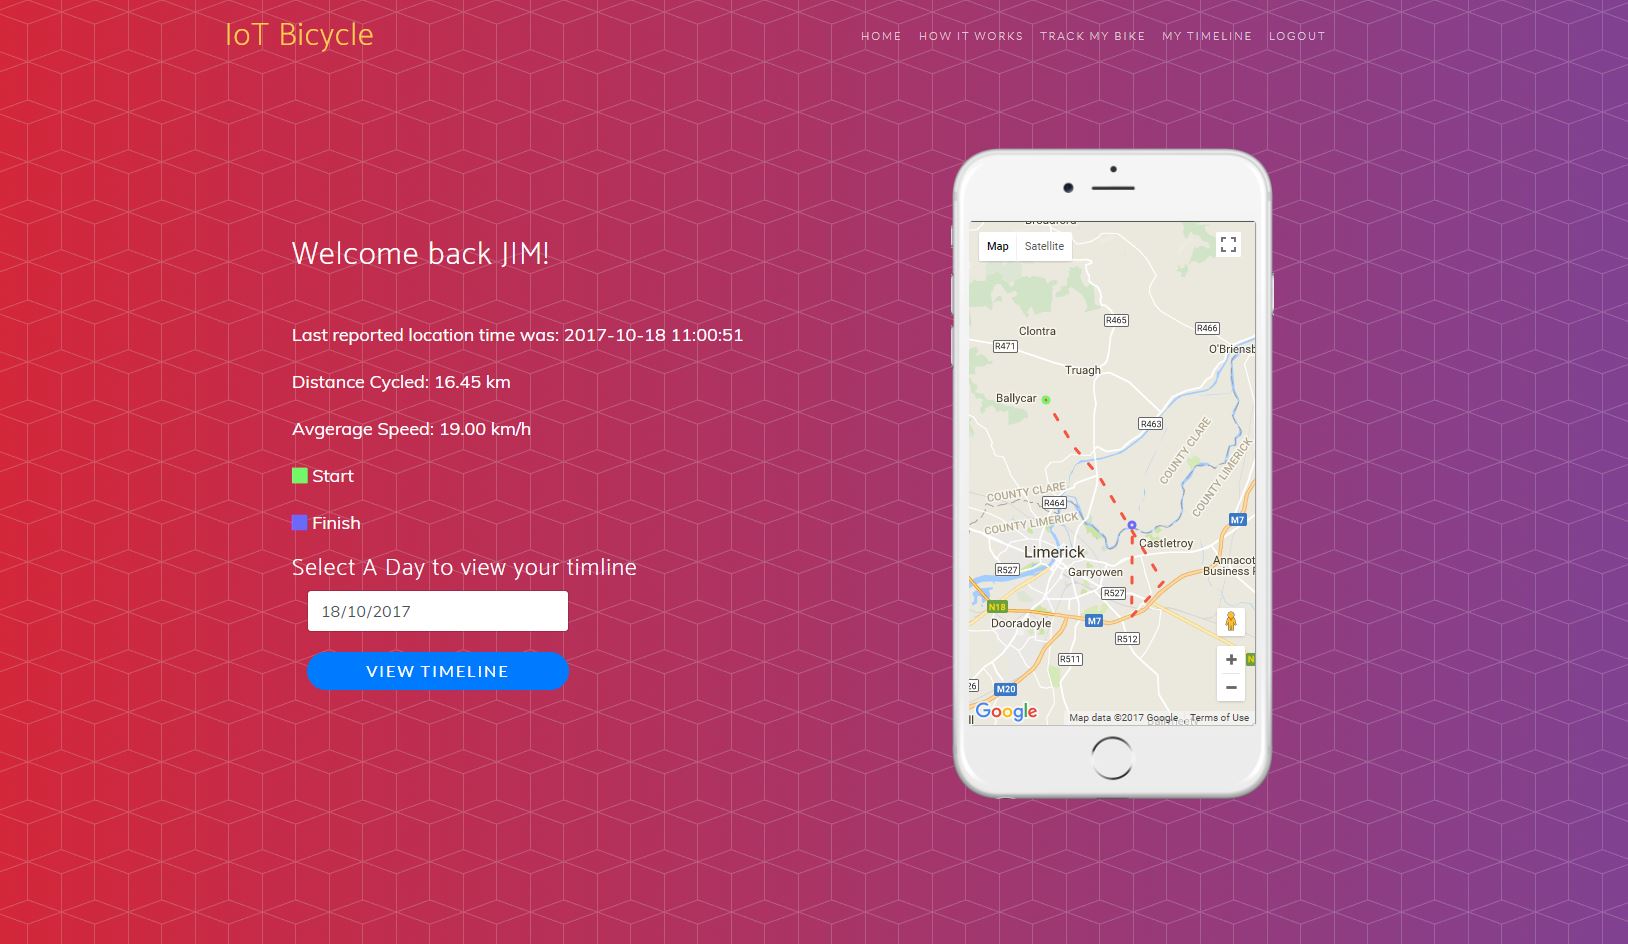 IoT Bicycle
HOME HOW IT WORKS TRACK MY BIKE MY TIMELINE LOGOUT
Welcome back JIM!
Last reported location time was: 2017-10-18 11:00:51
Distance Cycled: 16.45 km
Avgerage Speed: 19.00 km/h
Start
Finish
Select A Day to view your timline
18/10/2017
VIEW TIMELINE
Map Satellite
R465
R466
Clontra
R471
O'Briensb
Truagh
Ballycar
R463
COUNTY CLARE
COUNTY LIMERICK
COUNTY CLARE
R464
COUNTY LIMERICK
M7
Castletroy
Limerick
Annacot
Business
R527
Garryowen
R527
N18
M7
Dooradoyle
R512
R511
N
26
M20
Google
Map data ©2017 Google
Terms of Use